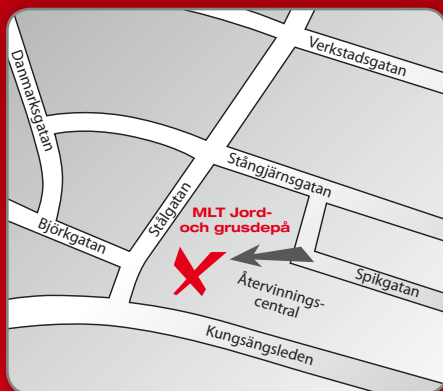 Verkstadsgatan
Danmarksgatan
Stångjärnsgatan
Stålgatan
MLT Jord-
och grusdepå
Björkgatan
Spikgatan
Återvinnings-
central
Kungsängsleden